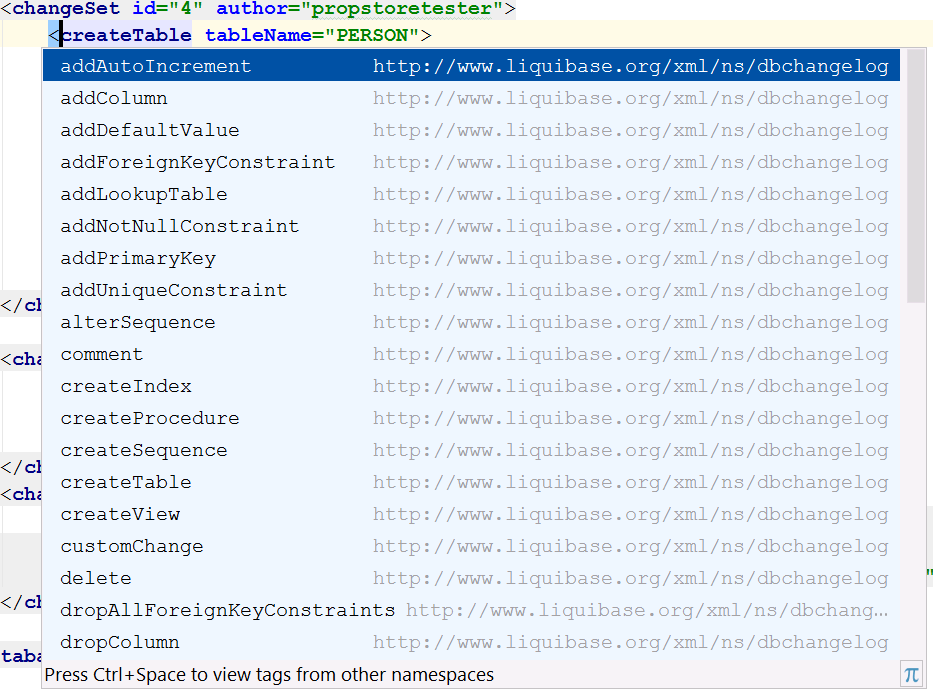 <changeSet id="4" author="propstoretester">
<createTable tableName="PERSON">
addAutoIncrement http://www.liquibase.org/xml/ns/dbchangelog
addColumn http://www.liquibase.org/xml/ns/dbchangelog
addDefaultValue http://www.liquibase.org/xml/ns/dbchangelog
addForeignKeyConstraint http://www.liquibase.org/xml/ns/dbchangelog
addLookupTable http://www.liquibase.org/xml/ns/dbchangelog
addNotNullConstraint http://www.liquibase.org/xml/ns/dbchangelog
addPrimaryKey http://www.liquibase.org/xml/ns/dbchangelog
addUniqueConstraint http://www.liquibase.org/xml/ns/dbchangelog
</ch
alterSequence http://www.liquibase.org/xml/ns/dbchangelog
comment http://www.liquibase.org/xml/ns/dbchangelog
<cha
createIndex http://www.liquibase.org/xml/ns/dbchangelog
createProcedure http://www.liquibase.org/xml/ns/dbchangelog
createSequence http://www.liquibase.org/xml/ns/dbchangelog
</ch
createTable http://www.liquibase.org/xml/ns/dbchangelog
<cha
createView http://www.liquibase.org/xml/ns/dbchangelog
customChange http://www.liquibase.org/xml/ns/dbchangelog
delete http://www.liquibase.org/xml/ns/dbchangelog
"
</ch
dropAllForeignKeyConstraints http://www.liquibase.org/xml/ns/dbchang…
dropColumn http://www.liquibase.org/xml/ns/dbchangelog
taba
Press Ctrl+Space to view tags from other namespaces
π